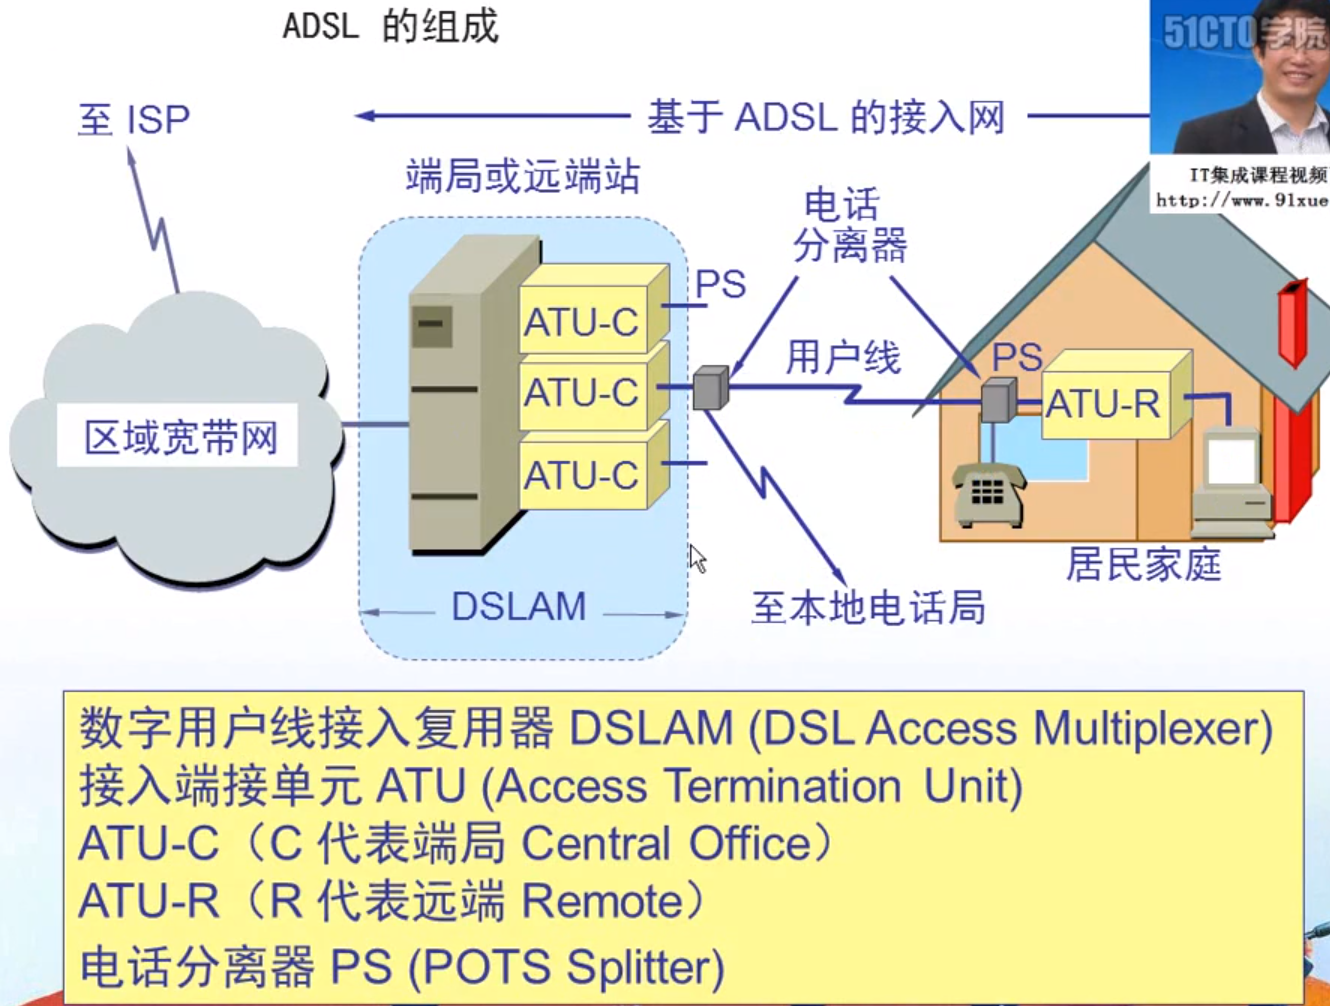 ADSL 的组成
51CTO学院
至 ISP
基于 ADSL 的接入网
IT集成课程视频
http://www.91xue
端局或远端站
电话
分离器
PS
ATU-C
用户线
PS
ATU-C
ATU-R
区域宽带网
ATU-C
居民家庭
DSLAM
至本地电话局
数字用户线接入复用器 DSLAM (DSL Access Multiplexer)
接入端接单元 ATU (Access Termination Unit)
ATU-C（C 代表端局 Central Office）
ATU-R（R 代表远端 Remote）
电话分离器 PS (POTS Splitter)